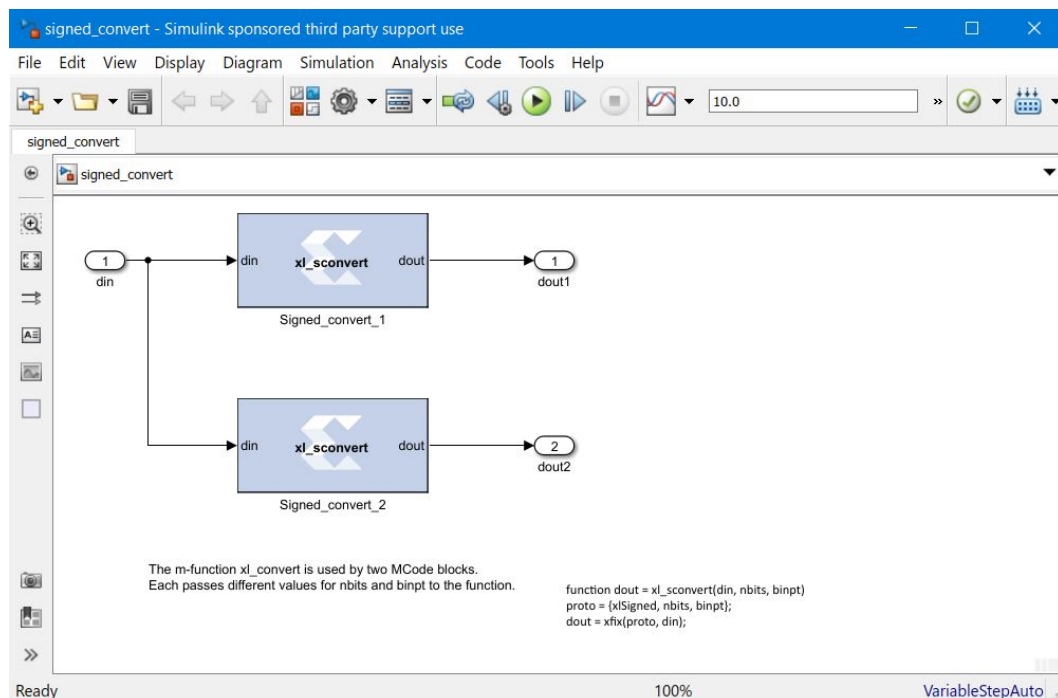 signed_convert - Simulink sponsored third party support use
File Edit View Display Diagram Simulation Analysis Code Tools Help
10.0
»
signed_convert
signed_convert
1
din
din
xl_sconvert
dout
1
dout1
Signed_convert_1
din
xl_sconvert
dout
2
dout2
Signed_convert_2
The m-function xl_convert is used by two MCode blocks.
Each passes different values for nbits and binpt to the function.
function dout = xl_sconvert(din, nbits, binpt)
proto = {xlSigned, nbits, binpt};
dout = xfix(proto, din);
Ready 100% VariableStepAuto